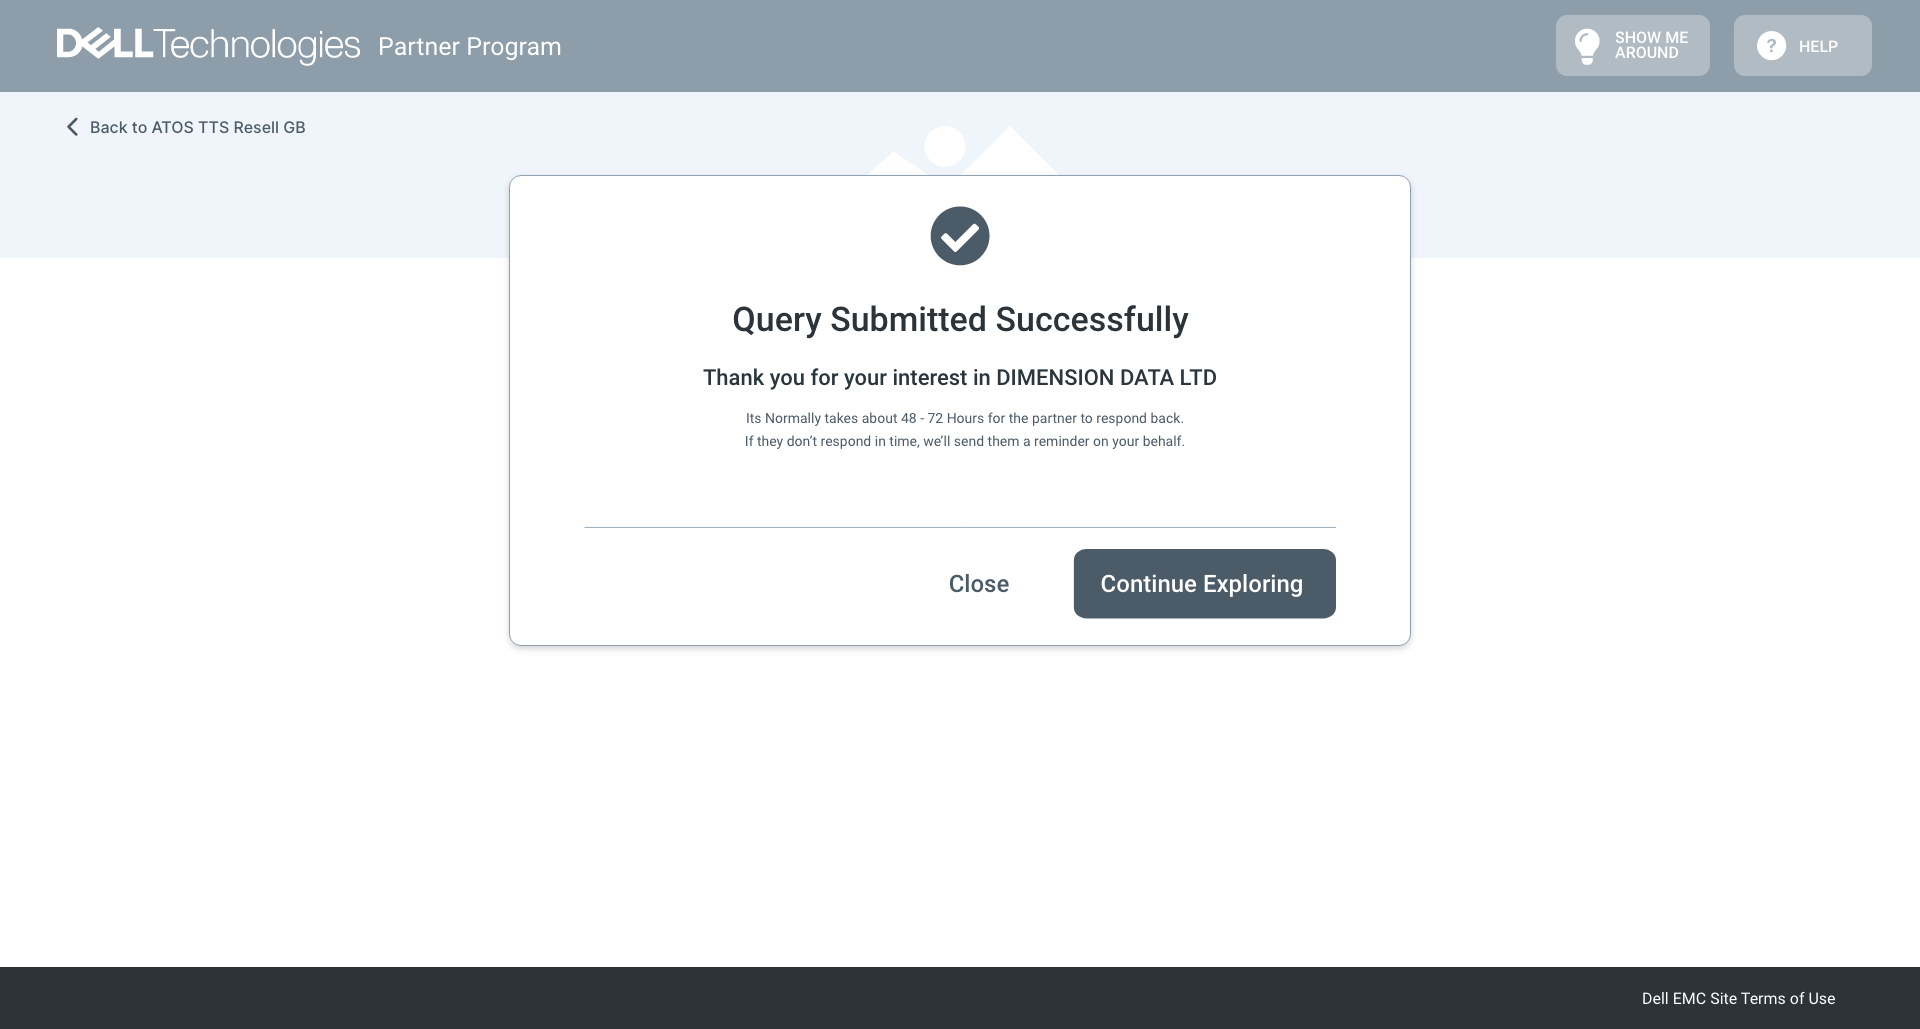 DELLTechnologies Partner Program
SHOW ME
AROUND
? HELP
Back to ATOS TTS Resell GB
Query Submitted Successfully
Thank you for your interest in DIMENSION DATA LTD
Its Normally takes about 48 - 72 Hours for the partner to respond back.
If they don’t respond in time, we’ll send them a reminder on your behalf.
Close
Continue Exploring
Dell EMC Site Terms of Use